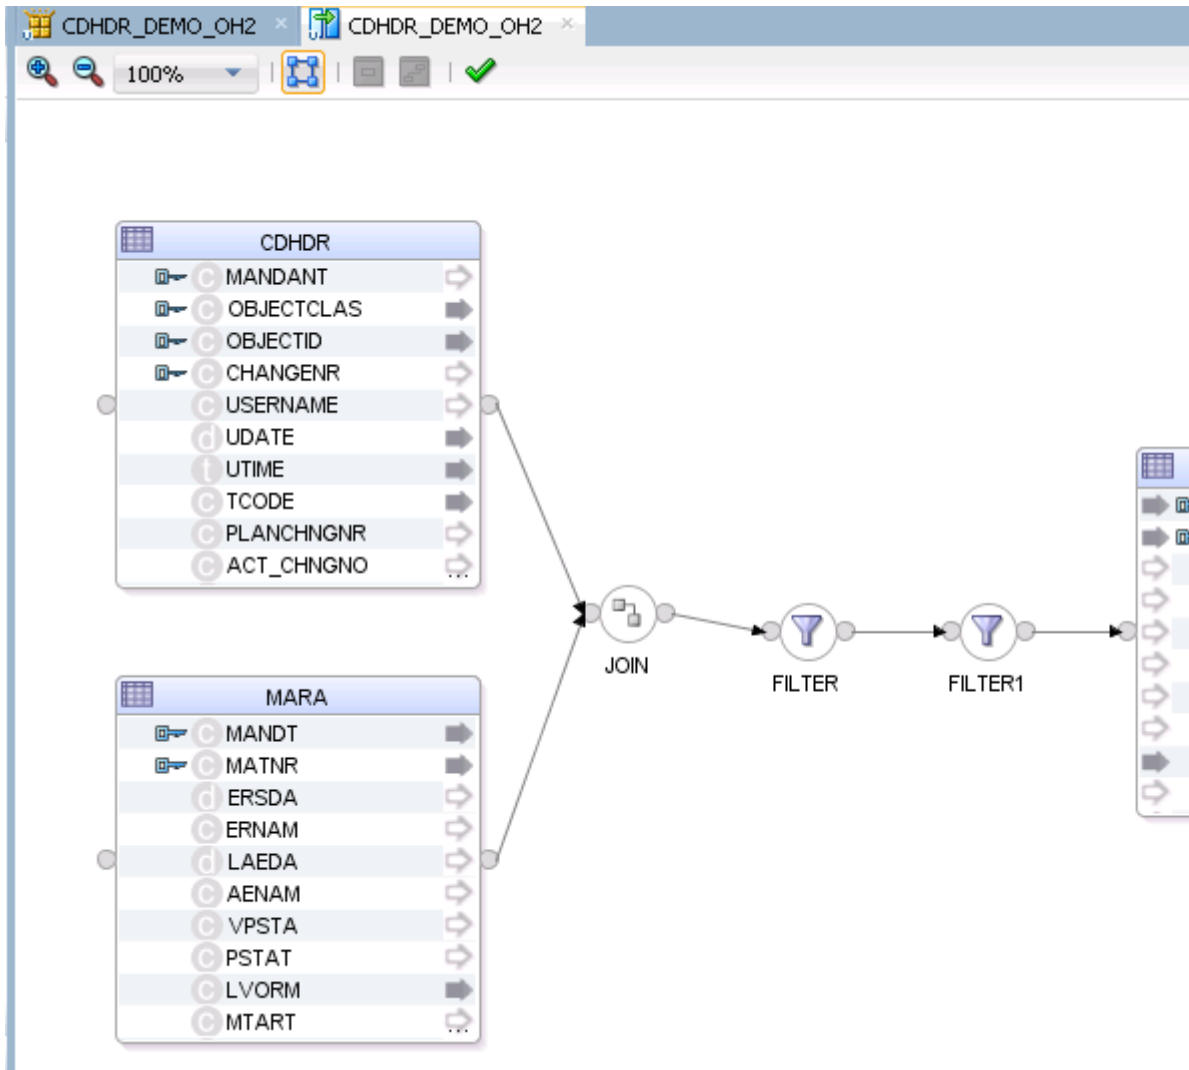 CDHDR_DEMO_OH2 CDHDR_DEMO_OH2
100%
CDHDR
MANDANT
OBJECTCLAS
OBJECTID
CHANGENR
USERNAME
UDATE
UTIME
TCODE
PLANCHNGNR
ACT_CHNGNO
JOIN
FILTER
FILTER1
MARA
MANDT
MATNR
ERSDA
ERNAM
LAEDA
AENAM
VPSTA
PSTAT
LVORM
MTART